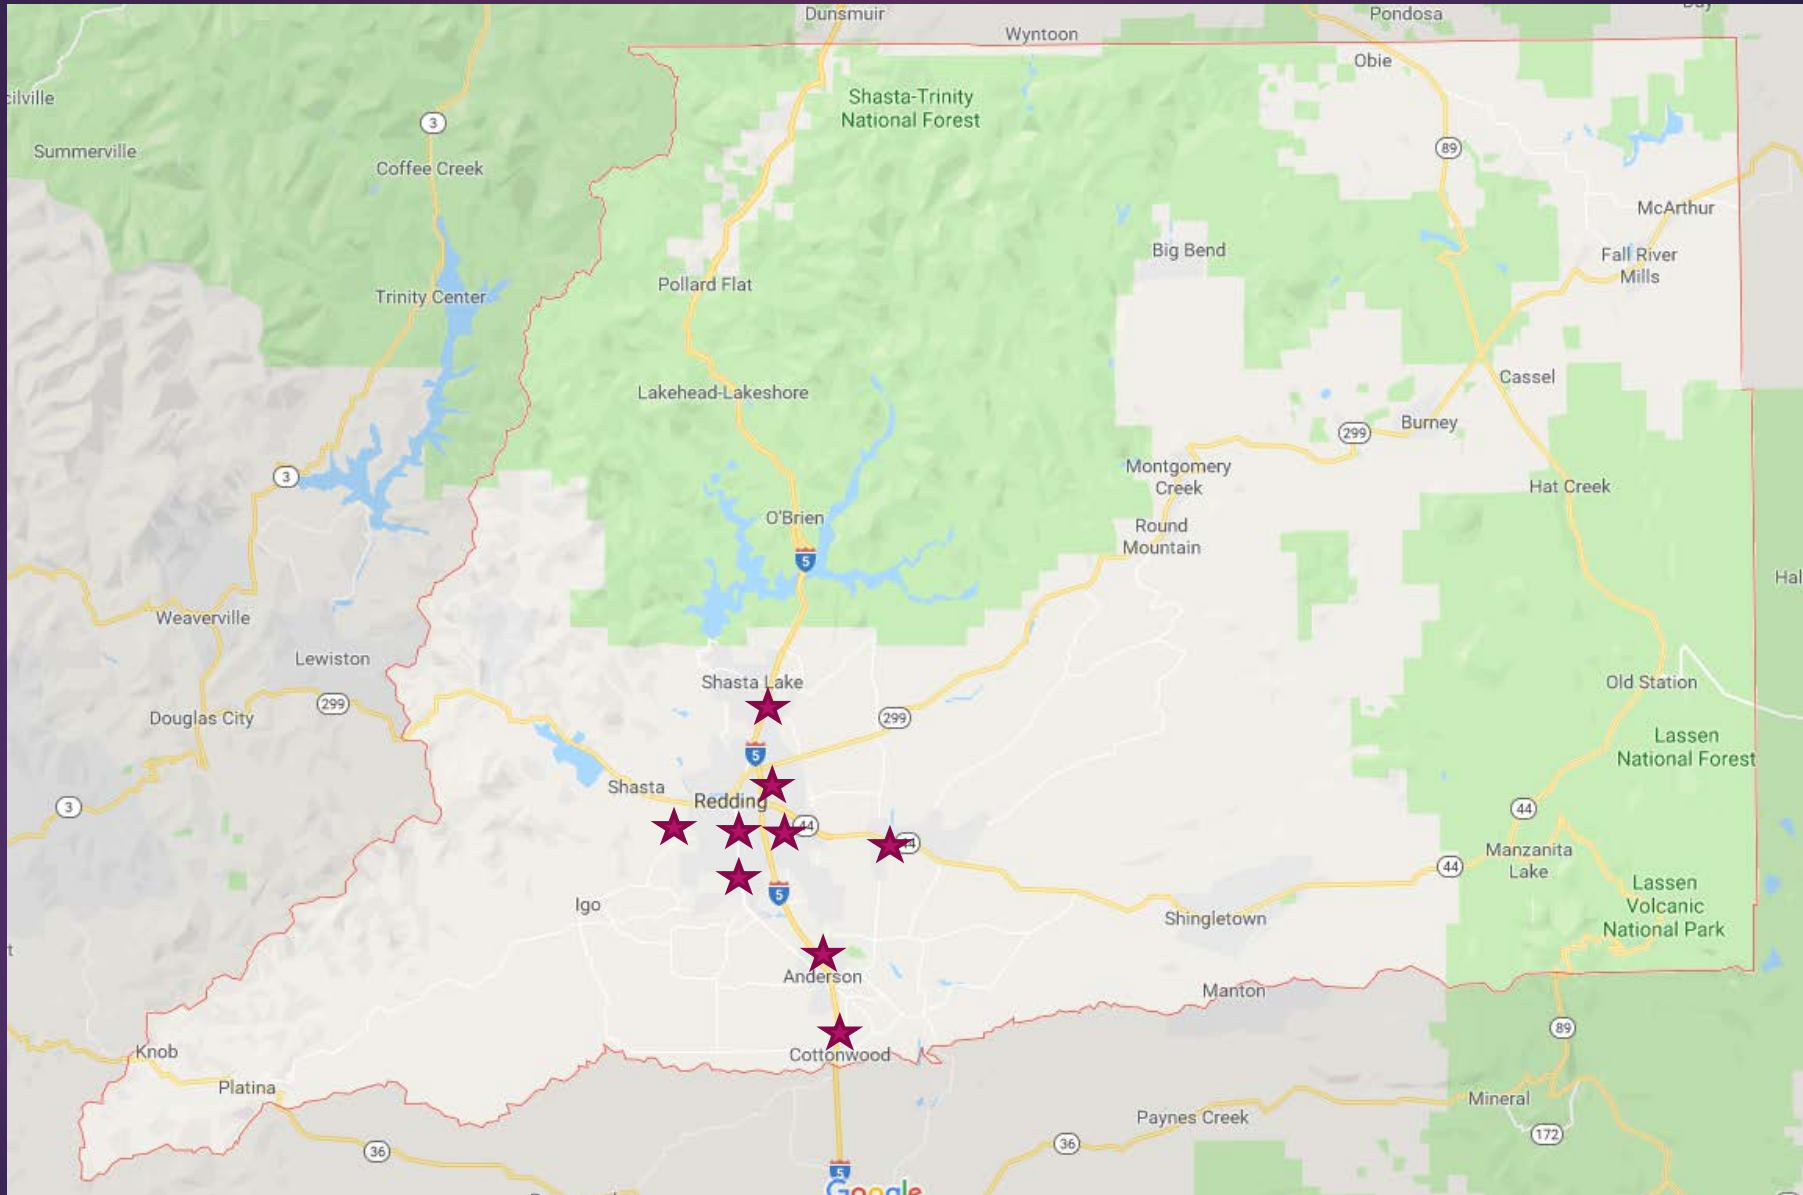 Dunsmuir
Pondosa
Wyntoon
Obie
Shasta-Trinity
National Forest
3
89
Summerville
Coffee Creek
McArthur
Big Bend
Fall River
Mills
Pollard Flat
Trinity Center
Cassel
Lakehead-Lakeshore
Burney
299
Montgomery
Creek
3
Hat Creek
O'Brien
Round
Mountain
5
Weaverville
Lewiston
Shasta Lake
Old Station
299
Douglas City
299
Lassen
National Forest
5
Shasta
Redding
3
44
44
44
Manzanita
Lake
44
Lassen
Volcanic
National Park
5
Igo
Shingletown
Anderson
Manton
89
Knob
Cottonwood
Platina
Mineral
Paynes Creek
172
36
36
5
Google